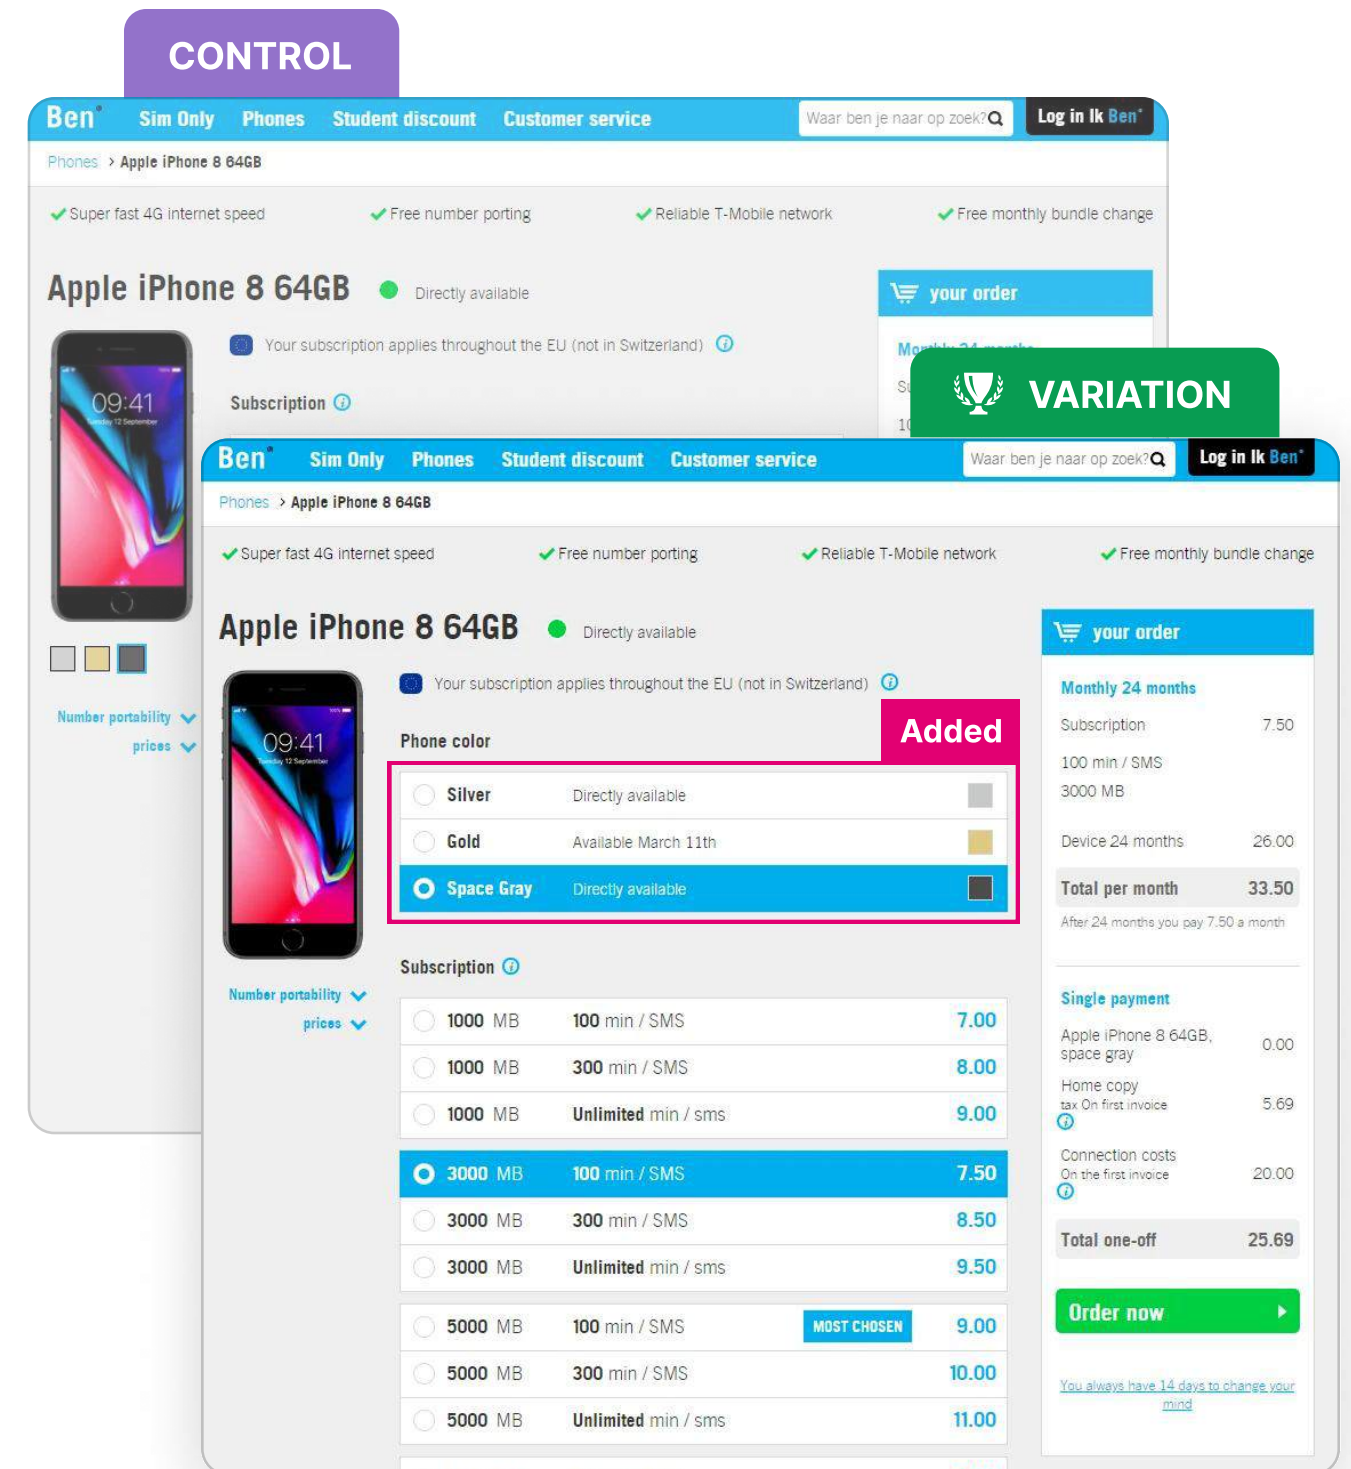 CONTROL
Ben
Sim Only Phones Student discount Customer service Waar ben je naar op zoek? Log in Ik Ben
Phones > Apple iPhone 8 64GB
Super fast 4G internet speed Free number porting Reliable T-Mobile network Free monthly bundle change
Apple iPhone 8 64GB Directly available
your order
Your subscription applies throughout the EU (not in Switzerland)
Subscription
09:41
Tuesday 12 September
Number portability
prices
VARIATION
Ben
Sim Only Phones Student discount Customer service Waar ben je naar op zoek? Log in Ik Ben
Phones > Apple iPhone 8 64GB
Super fast 4G internet speed Free number porting Reliable T-Mobile network Free monthly bundle change
Apple iPhone 8 64GB Directly available
Your subscription applies throughout the EU (not in Switzerland)
09:41
Tuesday 12 September
Number portability
prices
Phone color
Added
Silver Directly available
Gold Available March 11th
Space Gray Directly available
Subscription
1000 MB 100 min / SMS 7.00
1000 MB 300 min / SMS 8.00
1000 MB Unlimited min / sms 9.00
3000 MB 100 min / SMS 7.50
3000 MB 300 min / SMS 8.50
3000 MB Unlimited min / sms 9.50
5000 MB 100 min / SMS MOST CHOSEN 9.00
5000 MB 300 min / SMS 10.00
5000 MB Unlimited min / sms 11.00
your order
Monthly 24 months
Subscription 7.50
100 min / SMS
3000 MB
Device 24 months 26.00
Total per month 33.50
After 24 months you pay 7.50 a month
Single payment
Apple iPhone 8 64GB,
space gray 0.00
Home copy
tax On first invoice 5.69
Connection costs
On the first invoice 20.00
Total one-off 25.69
Order now
You always have 14 days to change your
mind